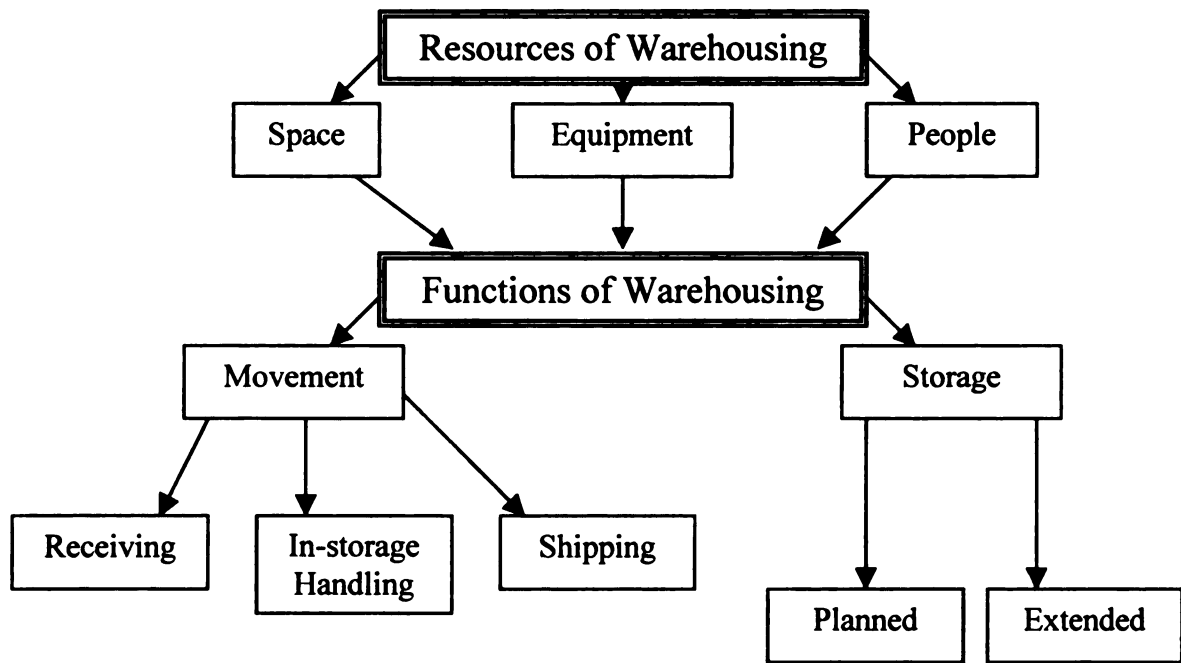 Resources of Warehousing
Space
Equipment
People
Functions of Warehousing
Movement
Storage
Receiving
In-storage
Handling
Shipping
Planned
Extended